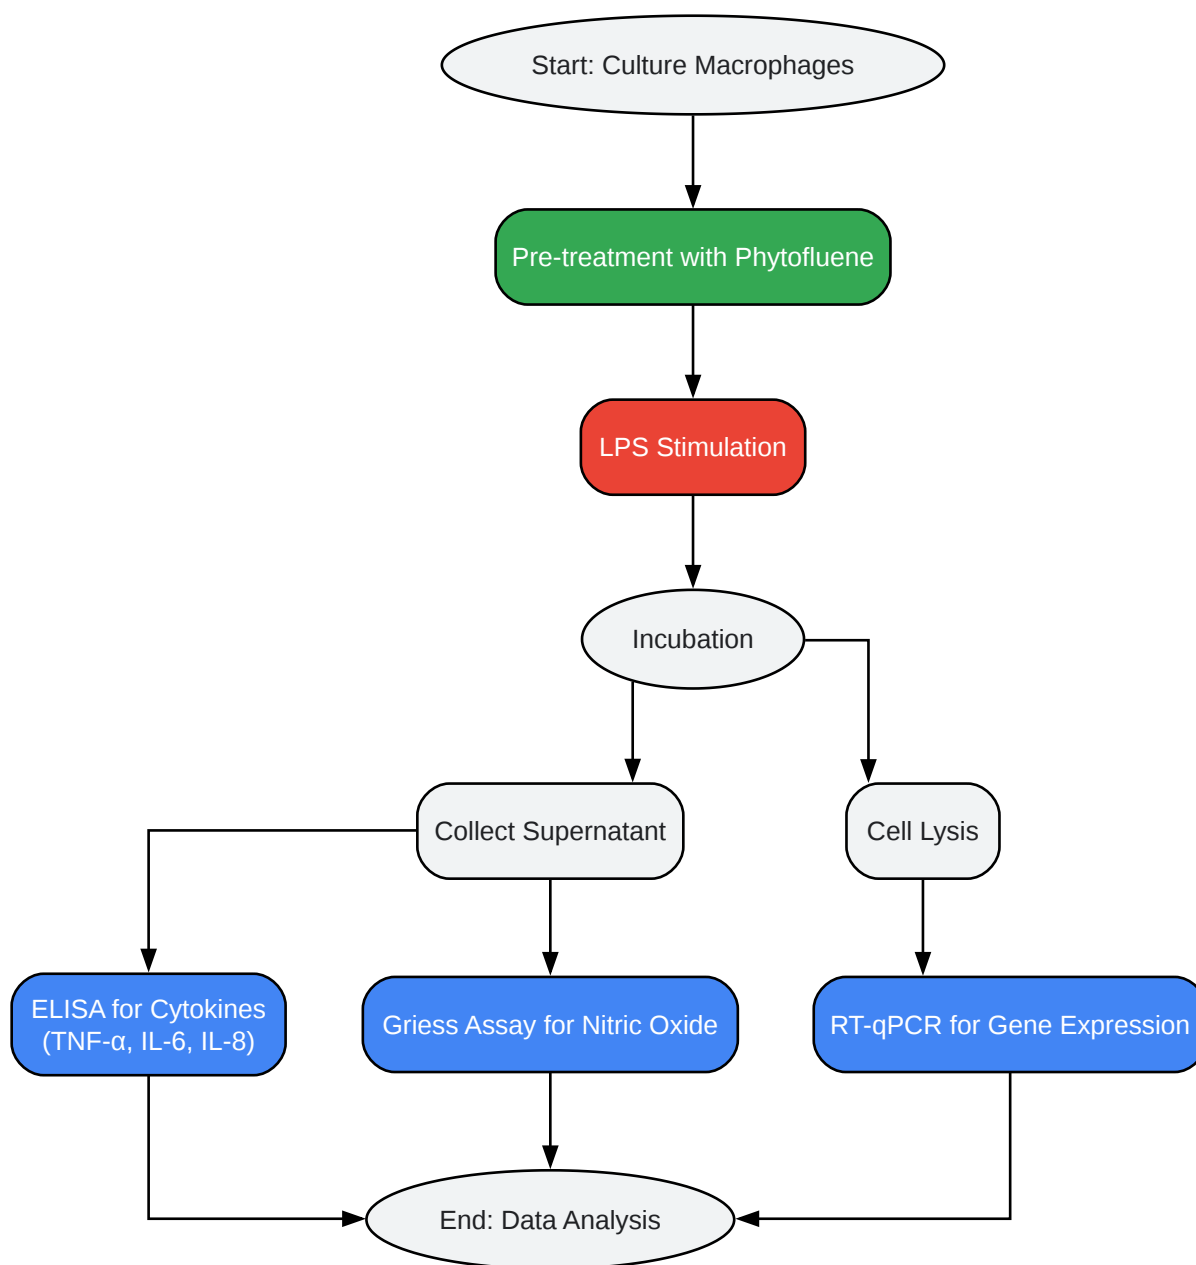 Start: Culture Macrophages
Pre-treatment with Phytofluene
LPS Stimulation
Incubation
Collect Supernatant
Cell Lysis
ELISA for Cytokines
(TNF-α, IL-6, IL-8)
Griess Assay for Nitric Oxide
RT-qPCR for Gene Expression
End: Data Analysis